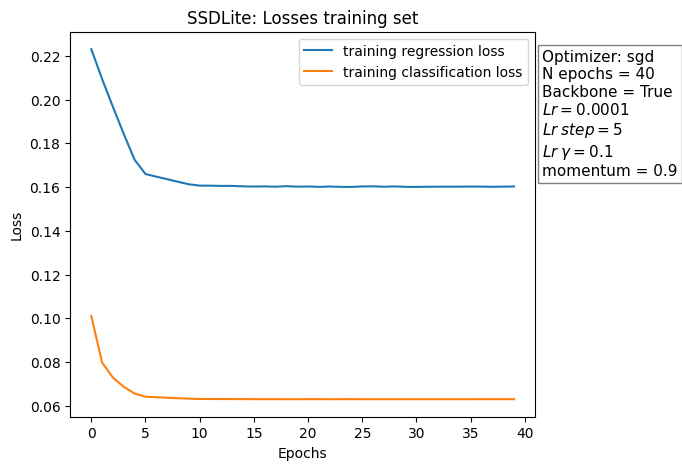 SSDLite: Losses training set
training regression loss
training classification loss
Optimizer: sgd
N epochs = 40
Backbone = True
Lr = 0.0001
Lr step = 5
Lr γ = 0.1
momentum = 0.9
Loss
0.22
0.20
0.18
0.16
0.14
0.12
0.10
0.08
0.06
0 5 10 15 20 25 30 35 40
Epochs